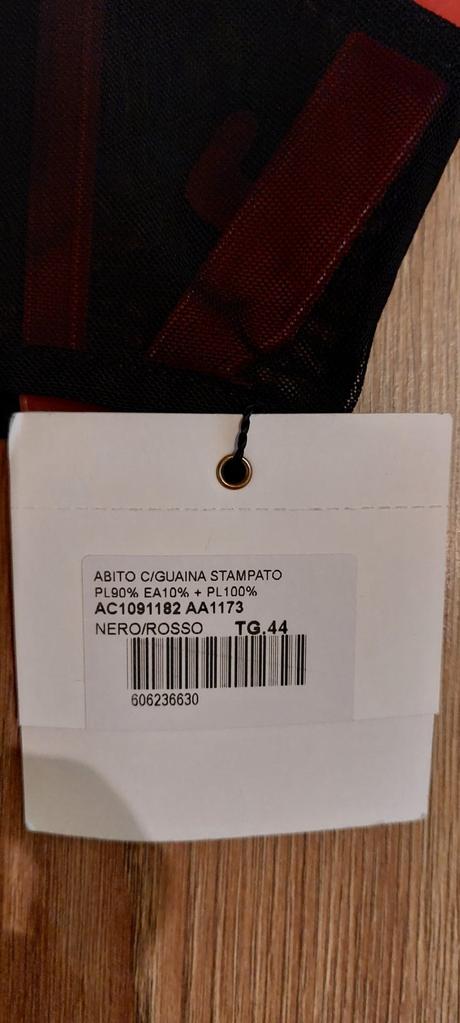 ABITO C/GUAINA STAMPATO
PL90% EA10% + PL100%
AC1091182 AA1173
NERO/ROSSO TG.44
606236630